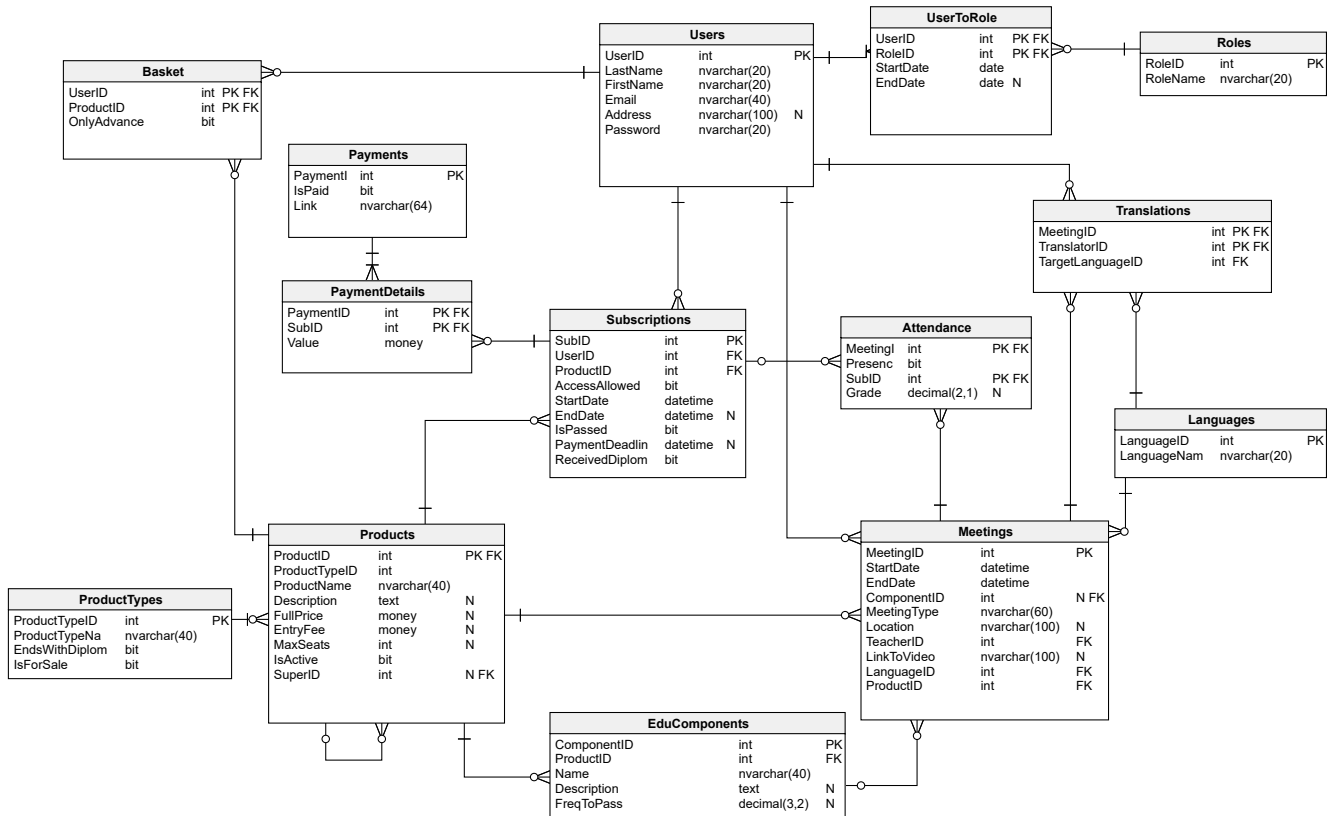 Users
UserID int PK
LastName nvarchar(20)
FirstName nvarchar(20)
Email nvarchar(40)
Address nvarchar(100) N
Password nvarchar(20)
UserToRole
UserID int PK FK
RoleID int PK FK
StartDate date
EndDate date N
Roles
RoleID int PK
RoleName nvarchar(20)
Basket
UserID int PK FK
ProductID int PK FK
OnlyAdvance bit
Payments
PaymentI int PK
IsPaid bit
Link nvarchar(64)
Translations
MeetingID int PK FK
TranslatorID int PK FK
TargetLanguageID int FK
PaymentDetails
PaymentID int PK FK
SubID int PK FK
Value money
Subscriptions
SubID int PK
UserID int FK
ProductID int FK
AccessAllowed bit
StartDate datetime
EndDate datetime N
IsPassed bit
PaymentDeadlin datetime N
ReceivedDiplom bit
Attendance
MeetingI int PK FK
Presenc bit
SubID int PK FK
Grade decimal(2,1) N
Languages
LanguageID int PK
LanguageNam nvarchar(20)
Products
ProductID int PK FK
ProductTypeID int
ProductName nvarchar(40)
Description text N
FullPrice money N
EntryFee money N
MaxSeats int N
IsActive bit
SuperID int N FK
Meetings
MeetingID int PK
StartDate datetime
EndDate datetime
ComponentID int N FK
MeetingType nvarchar(60)
Location nvarchar(100) N
TeacherID int FK
LinkToVideo nvarchar(100) N
LanguageID int FK
ProductID int FK
ProductTypes
ProductTypeID int PK
ProductTypeNa nvarchar(40)
EndsWithDiplom bit
IsForSale bit
EduComponents
ComponentID int PK
ProductID int FK
Name nvarchar(40)
Description text N
FreqToPass decimal(3,2) N